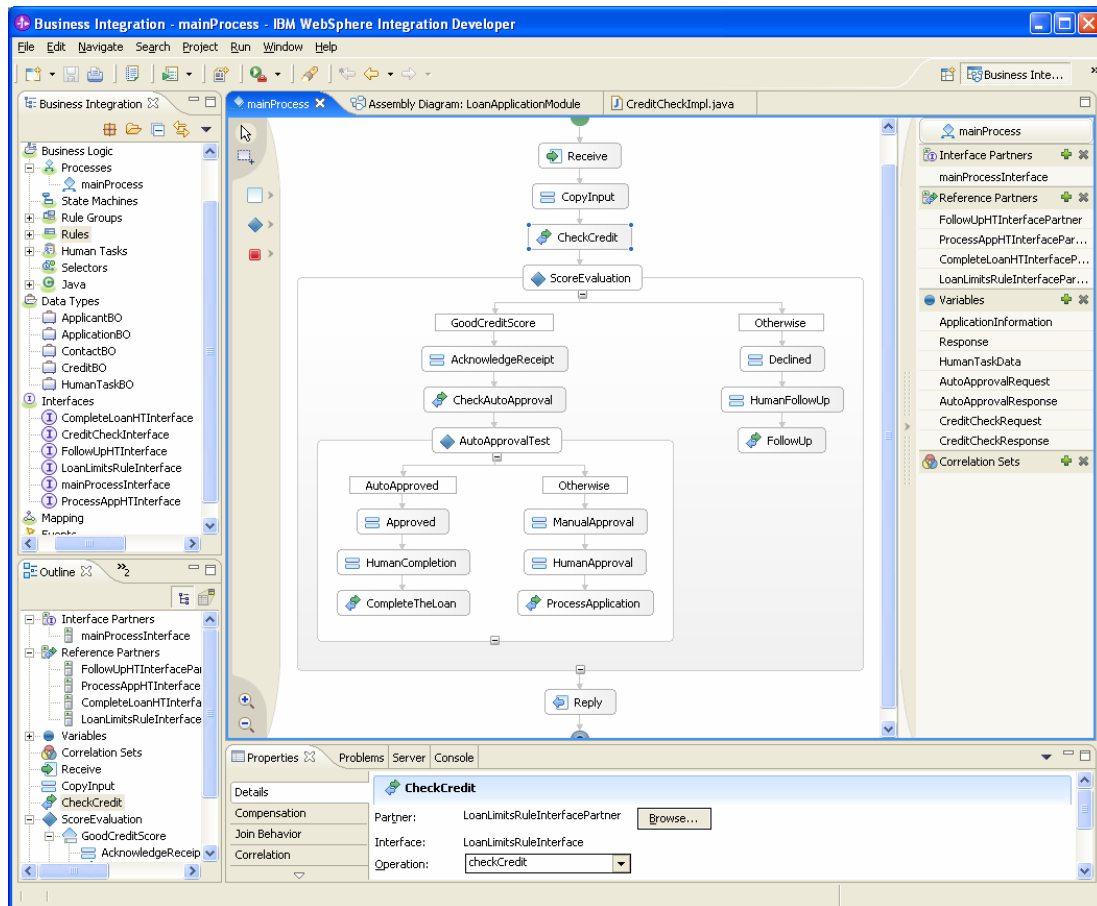 Business Integration - mainProcess - IBM WebSphere Integration Developer
File Edit Navigate Search Project Run Window Help
Business Inte...
Business Integration
Business Logic
Processes
mainProcess
State Machines
Rule Groups
Rules
Human Tasks
Selectors
Java
Data Types
ApplicantBO
ApplicationBO
ContactBO
CreditBO
HumanTaskBO
Interfaces
CompleteLoanHTInterface
CreditCheckInterface
FollowUpHTInterface
LoanLimitsRuleInterface
mainProcessInterface
ProcessAppHTInterface
Mapping
Events
mainProcess
Assembly Diagram: LoanApplicationModule
CreditCheckImpl.java
Receive
CopyInput
CheckCredit
ScoreEvaluation
GoodCreditScore
Otherwise
AcknowledgeReceipt
Declined
CheckAutoApproval
HumanFollowUp
AutoApprovalTest
FollowUp
AutoApproved
Otherwise
Approved
ManualApproval
HumanCompletion
HumanApproval
CompleteTheLoan
ProcessApplication
Reply
mainProcess
Interface Partners
mainProcessInterface
Reference Partners
FollowUpHTInterfacePartner
ProcessAppHTInterfacePar...
CompleteLoanHTInterfaceP...
LoanLimitsRuleInterfacePar...
Variables
ApplicationInformation
Response
HumanTaskData
AutoApprovalRequest
AutoApprovalResponse
CreditCheckRequest
CreditCheckResponse
Correlation Sets
Outline
2
Interface Partners
mainProcessInterface
Reference Partners
FollowUpHTInterfacePa
ProcessAppHTInterface
CompleteLoanHTInterfa
LoanLimitsRuleInterface
Variables
Correlation Sets
Receive
CopyInput
CheckCredit
ScoreEvaluation
GoodCreditScore
AcknowledgeReceip
Properties
Problems
Server
Console
Details
Compensation
Join Behavior
Correlation
CheckCredit
Partner: LoanLimitsRuleInterfacePartner Browse...
Interface: LoanLimitsRuleInterface
Operation: checkCredit